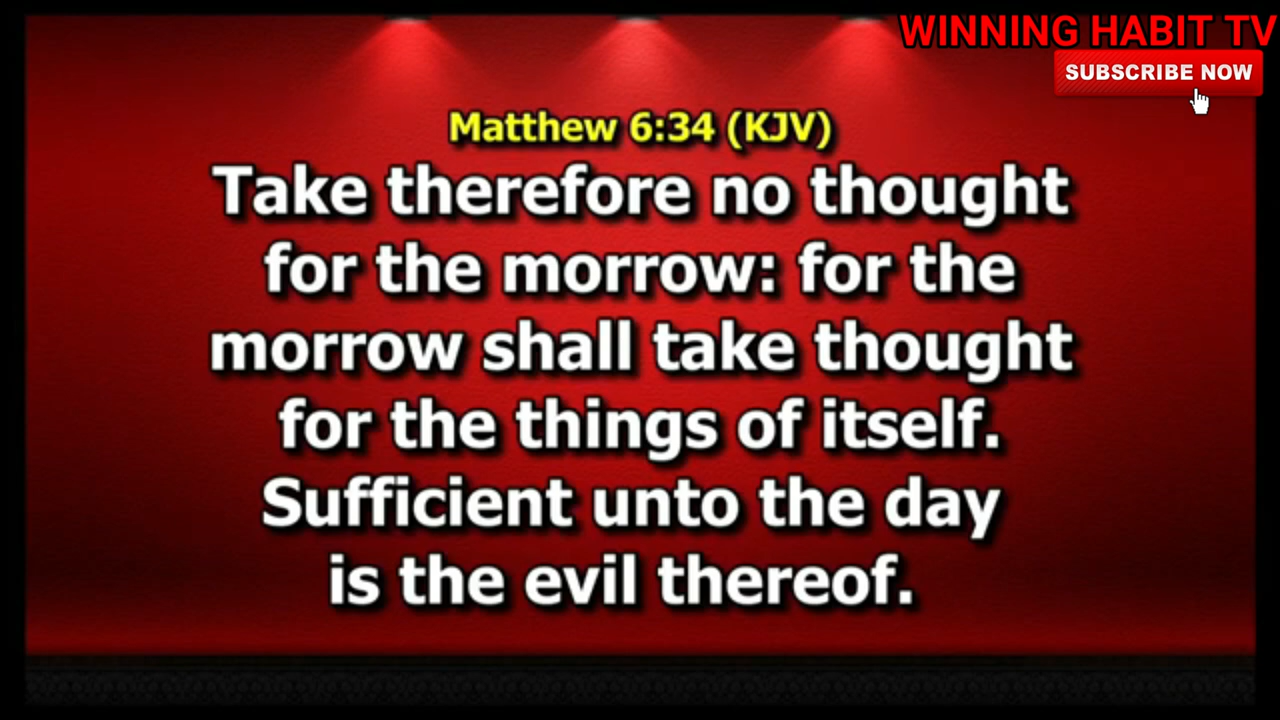 WINNING HABIT TV
SUBSCRIBE NOW
Matthew 6:34 (KJV)
Take therefore no thought
for the morrow: for the
morrow shall take thought
for the things of itself.
Sufficient unto the day
is the evil thereof.